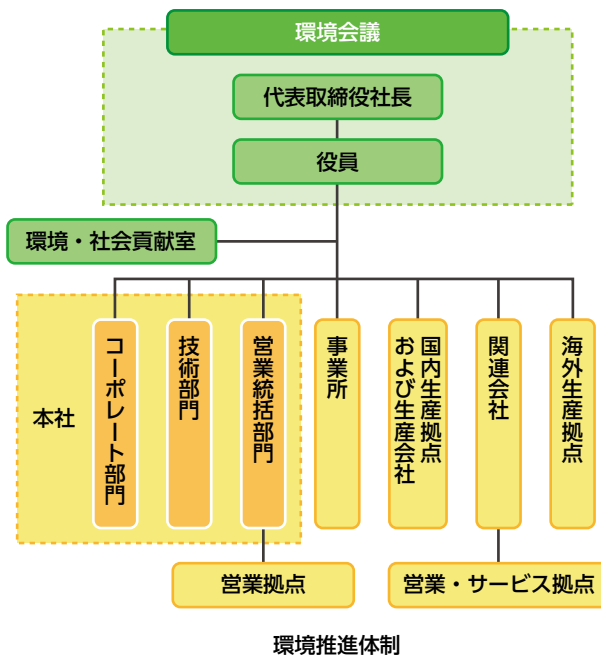 環境会議
代表取締役社長
役員
環境・社会貢献室
本社
コーポレート部門
技術部門
営業統括部門
事業所
国内生産拠点
および生産会社
関連会社
海外生産拠点
営業拠点
営業・サービス拠点
環境推進体制